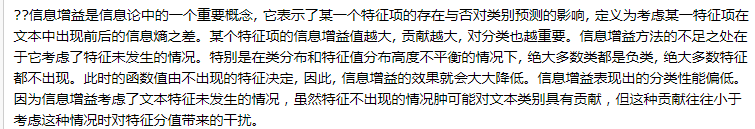 ??信息增益是信息论中的一个重要概念, 它表示了某一个特征项的存在与否对类别预测的影响, 定义为考虑某一特征项在
文本中出现前后的信息熵之差。某个特征项的信息增益值越大, 贡献越大, 对分类也越重要。信息增益方法的不足之处在
于它考虑了特征未发生的情况。特别是在类分布和特征值分布高度不平衡的情况下, 绝大多数类都是负类, 绝大多数特征
都不出现。此时的函数值由不出现的特征决定, 因此, 信息增益的效果就会大大降低。信息增益表现出的分类性能偏低。
因为信息增益考虑了文本特征未发生的情况，虽然特征不出现的情况肿可能对文本类别具有贡献，但这种贡献往往小于
考虑这种情况时对特征分值带来的干扰。